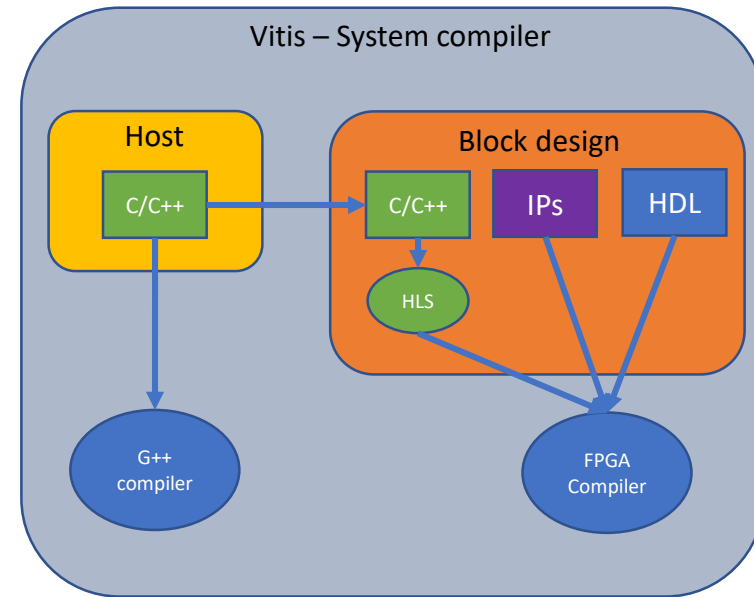 Vitis – System compiler
Host
Block design
C/C++
C/C++
IPs
HDL
HLS
G++
compiler
FPGA
Compiler